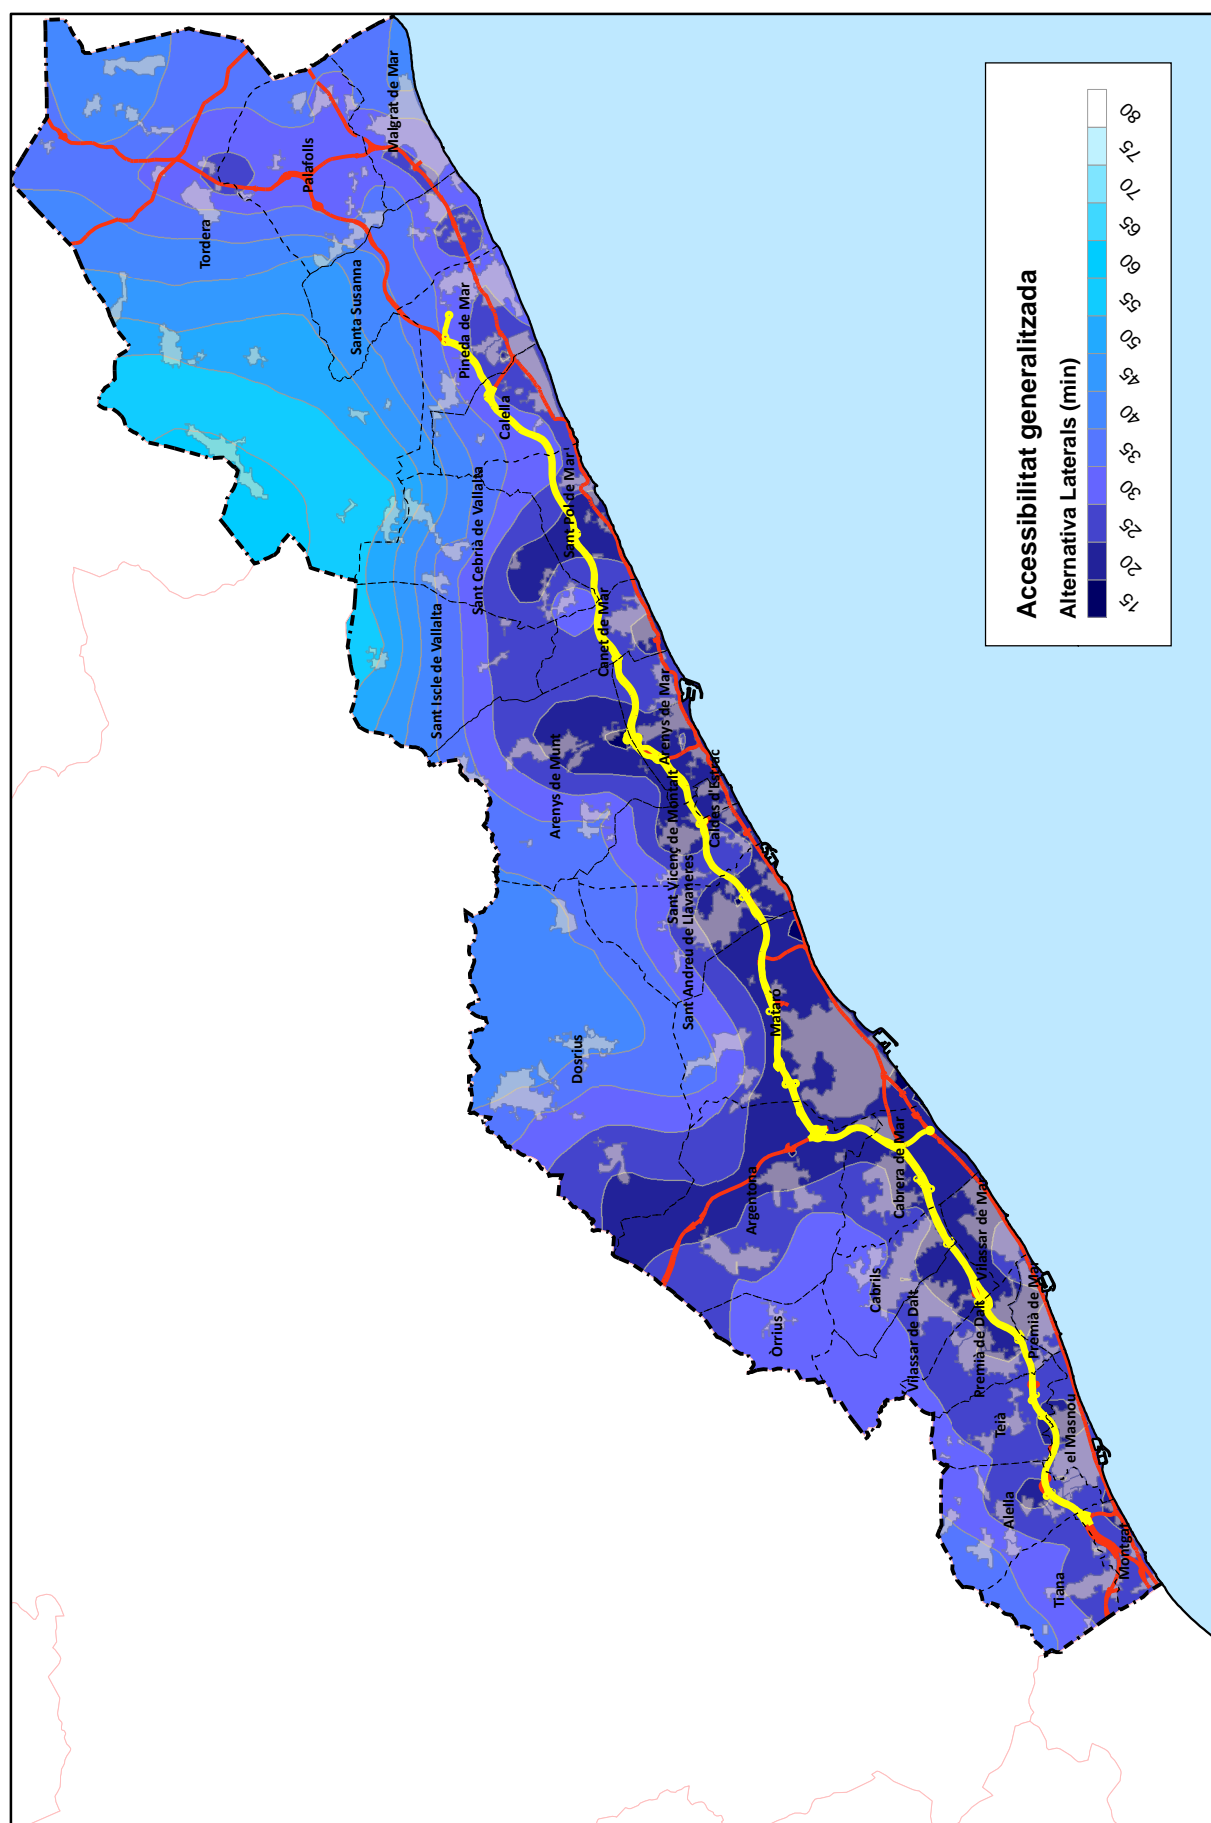 Accessibilitat generalitzada
Alternativa Laterals (min)
15
20
25
30
35
40
45
50
55
60
65
70
75
80
Tordera
Palafolls
Malgrat de Mar
Santa Susanna
Pineda de Mar
Calella
Sant Pol de Mar
Sant Cebrià de Vallalta
Sant Iscle de Vallalta
Canet de Mar
Arenys de Mar
Arenys de Munt
Caldes d'Estrac
Sant Vicenç de Montalt
Sant Andreu de Llavaneres
Dosrius
Mataró
Argentona
Cabrera de Mar
Vilassar de Mar
Cabrils
Òrrius
Vilassar de Dalt
Premià de Dalt
Premià de Mar
Teià
el Masnou
Alella
Tiana
Montgat